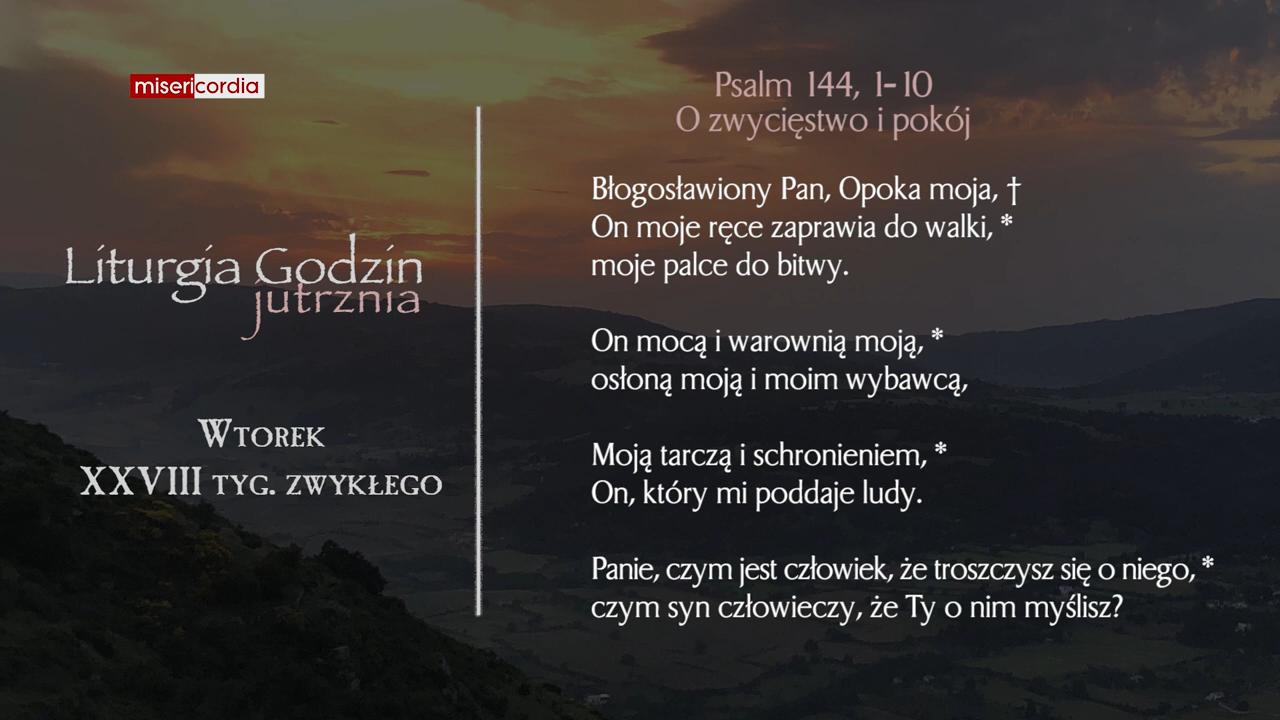 misericordia
Liturgia Godzin
jutrznia
Wtorek
XXVIII tyg. zwykłego
Psalm 144, 1-10
O zwycięstwo i pokój
Błogosławiony Pan, Opoka moja, †
On moje ręce zaprawia do walki, *
moje palce do bitwy.
On mocą i warownią moją, *
osłoną moją i moim wybawcą,
Moją tarczą i schronieniem, *
On, który mi poddaje ludy.
Panie, czym jest człowiek, że troszczysz się o niego, *
czym syn człowieczy, że Ty o nim myślisz?